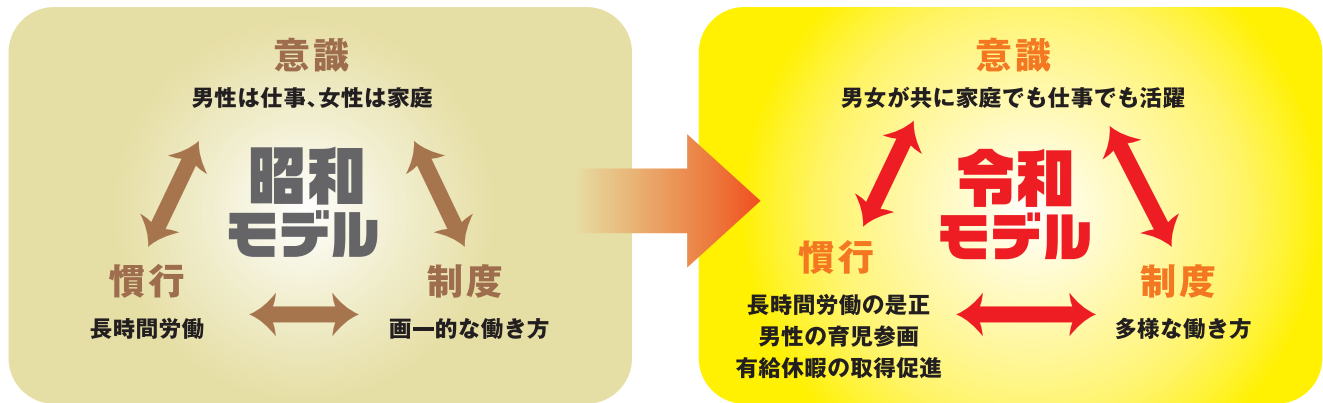 意識
男性は仕事、女性は家庭
昭和
モデル
慣行
長時間労働
制度
画一的な働き方
意識
男女が共に家庭でも仕事でも活躍
令和
モデル
慣行
長時間労働の是正
男性の育児参画
有給休暇の取得促進
制度
多様な働き方